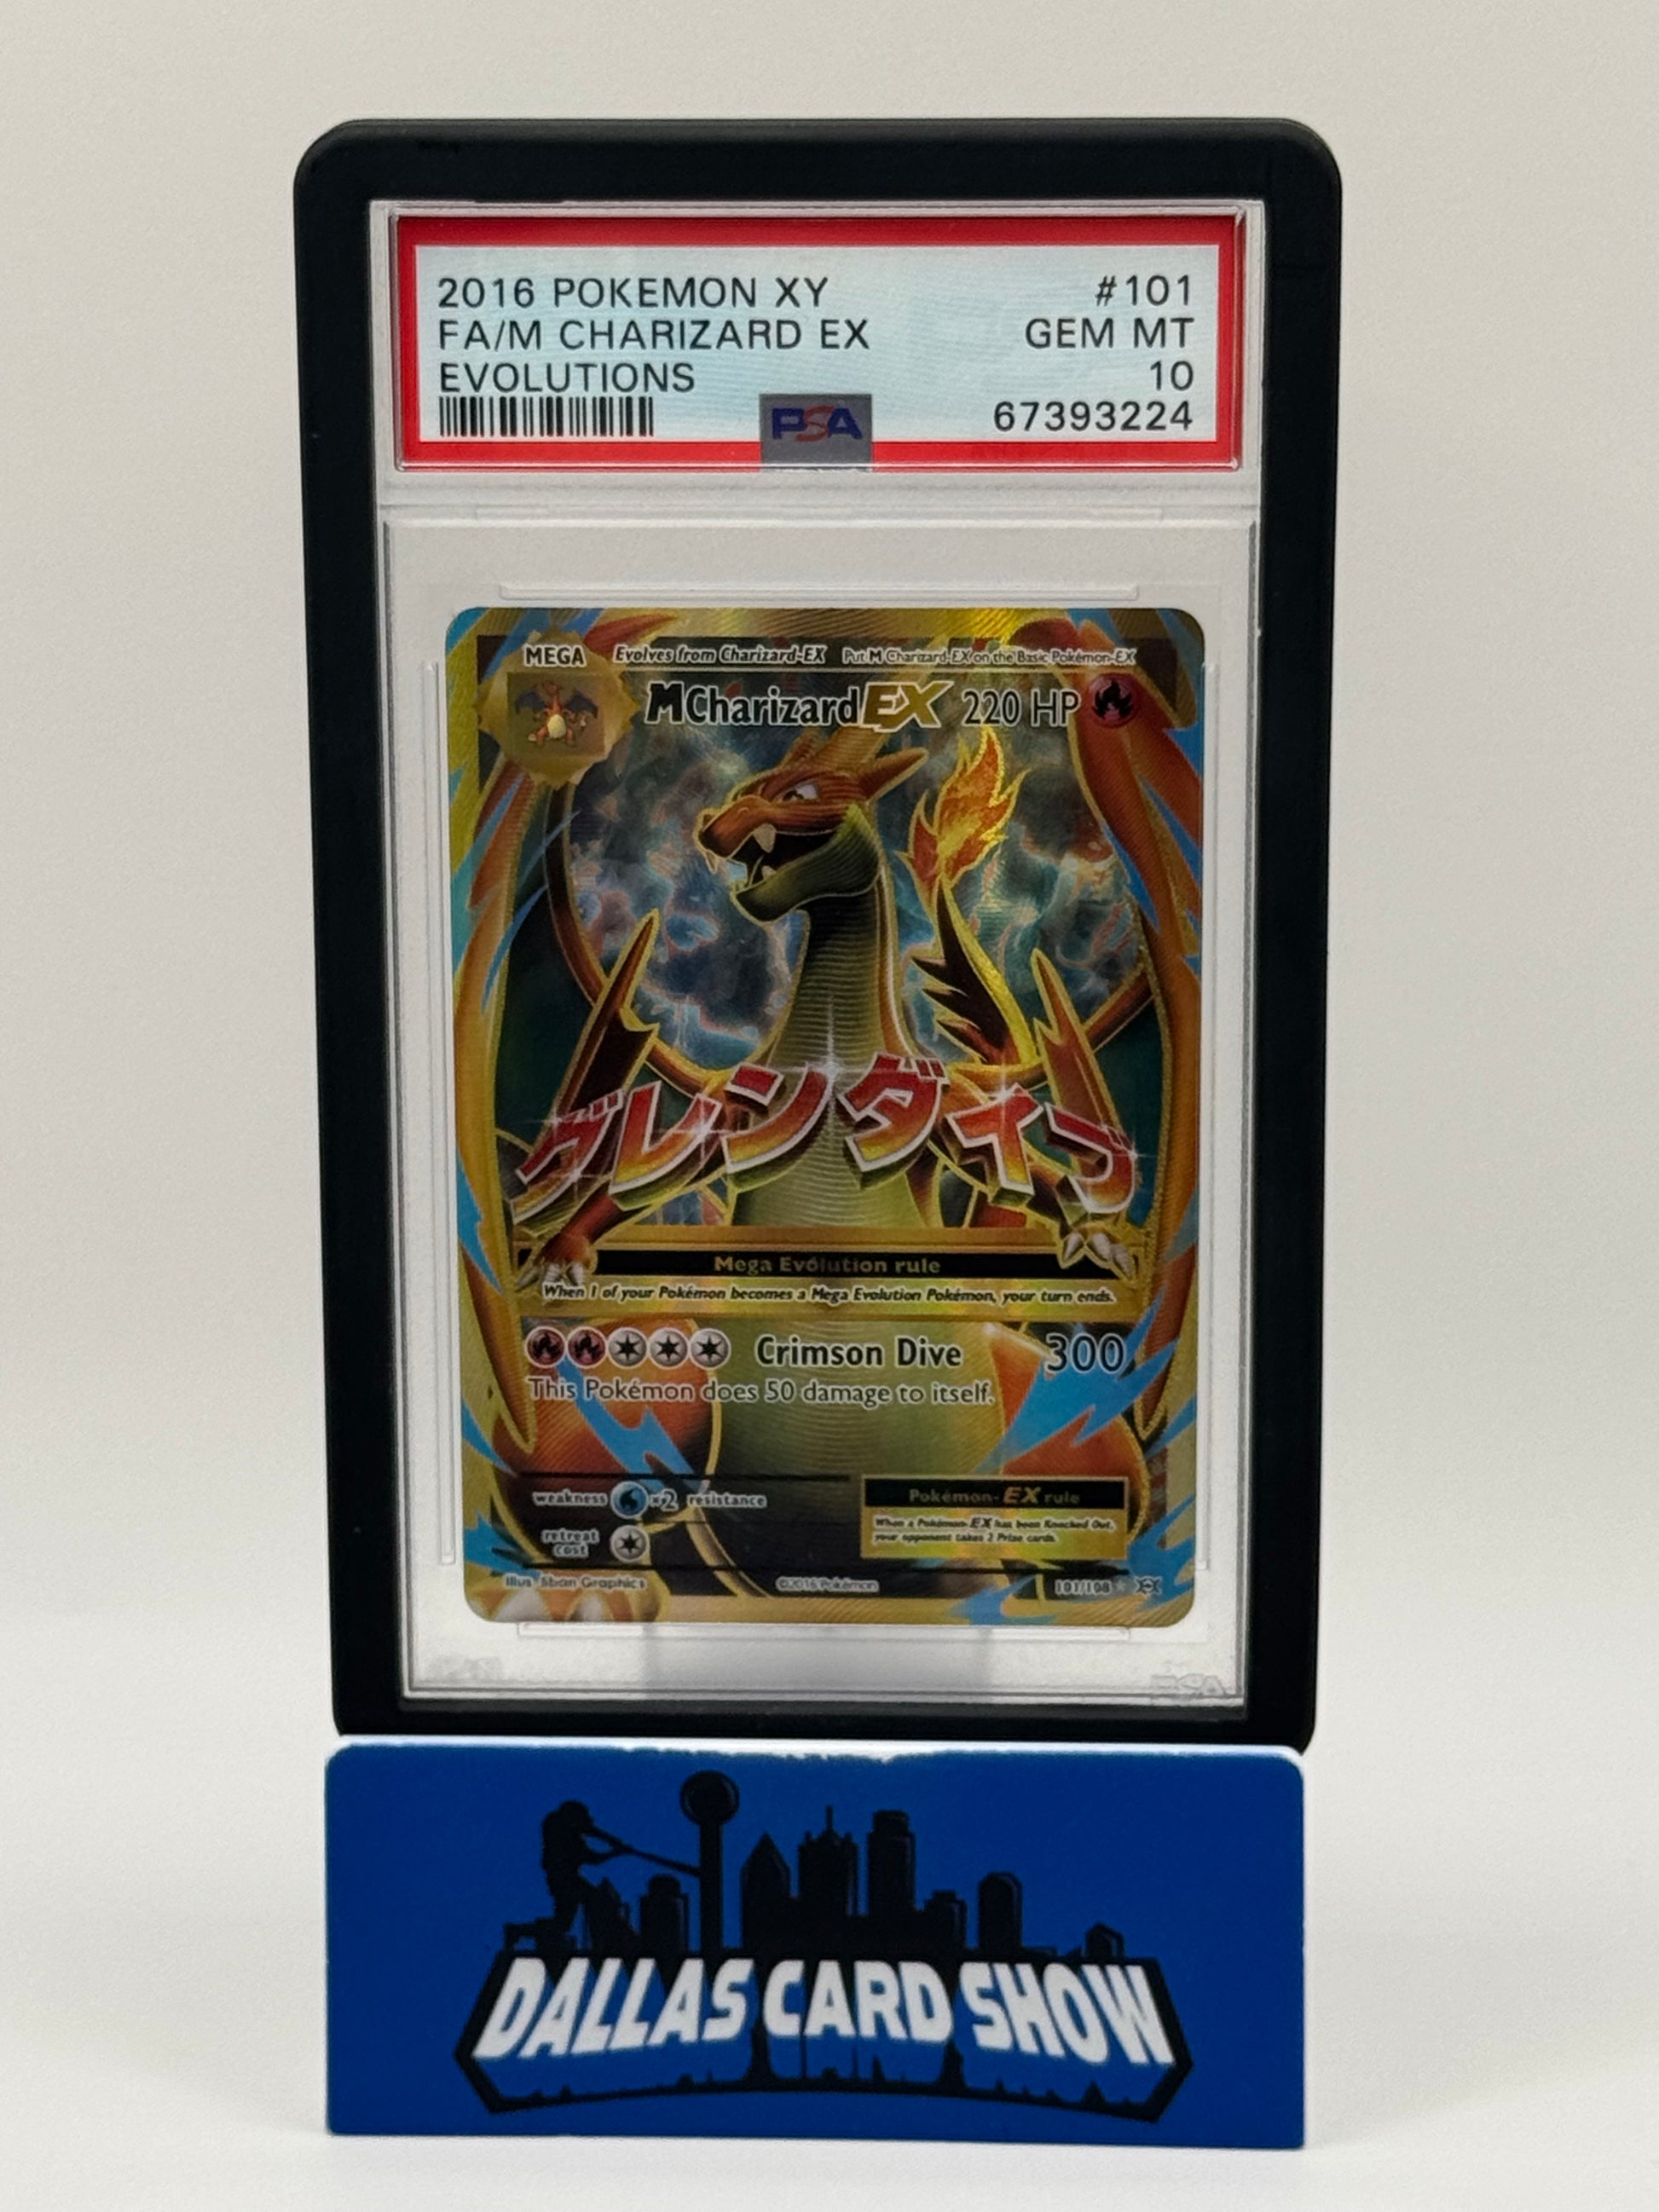 2016 POKEMON XY #101
FA/M CHARIZARD EX GEM MT
EVOLUTIONS 10
PSA 67393224
MEGA Evolves from Charizard-EX Put M Charizard-EX on the Basic Pokémon-EX
M Charizard EX 220 HP
グレンダイブ
Mega Evolution rule
When 1 of your Pokémon becomes a Mega Evolution Pokémon, your turn ends.
Crimson Dive 300
This Pokémon does 50 damage to itself.
weakness ×2 resistance
retreat cost
Pokémon-EX rule
When a Pokémon-EX has been Knocked Out,
your opponent takes 2 Prize cards.
Illus. 5ban Graphics ©2016 Pokémon 101/108
PSA
DALLAS CARD SHOW